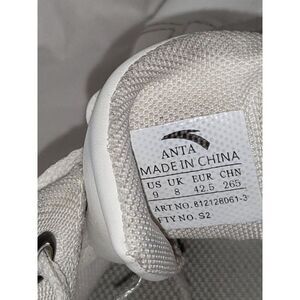 ANTA
MADE IN CHINA
US UK EUR CHN
9 8 42.5 265
ART NO. 812128061-3
FTY NO. S2